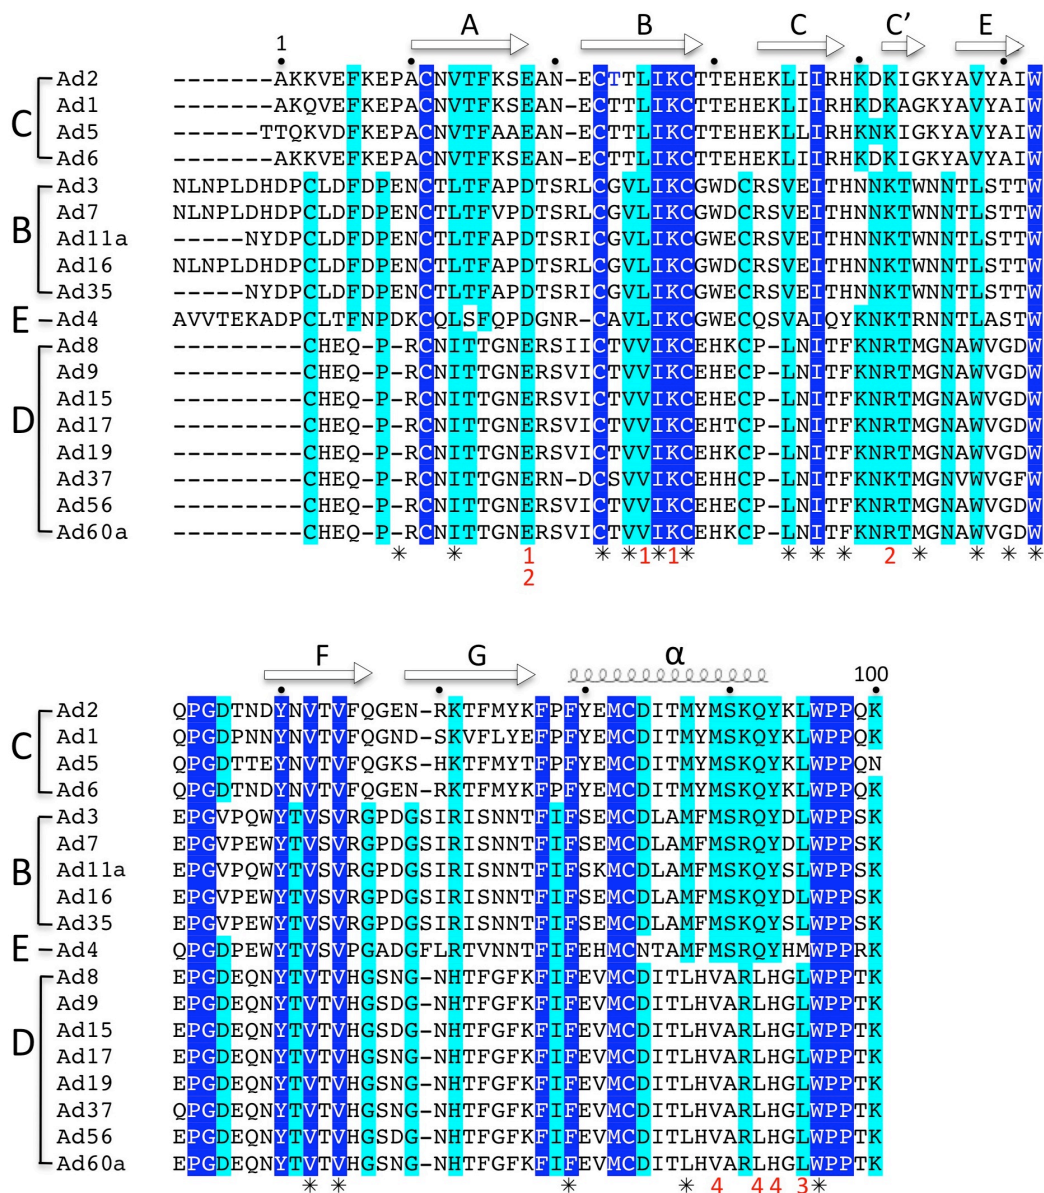 A B C C’ E
1
C
Ad2 -------AKKVEFKEPACNVTFKSEAN-ECTTLIKCTTEHEKLIIRHKDKIGKYAVYAIW
Ad1 -------AKQVEFKEPACNVTFKSEAN-ECTTLIKCTTEHEKLIIRHKDKAGKYAVYAIW
Ad5 ------TTQKVDFKEPACNVTFAAEAN-ECTTLIKCTTEHEKLLIRHKNKIGKYAVYAIW
Ad6 -------AKKVEFKEPACNVTFKSEAN-ECTTLIKCTTEHEKLIIRHKDKIGKYAVYAIW
B
Ad3 NLNPLDHDPCLDFDPENCTLTFAPDTSRLCGVLIKCGWDCRSVEITHNNKTWNNTLSTTW
Ad7 NLNPLDHDPCLDFDPENCTLTFVPDTSRLCGVLIKCGWDCRSVEITHNNKTWNNTLSTTW
Ad11a -----NYDPCLDFDPENCTLTFAPDTSRICGVLIKCGWECRSVEITHNNKTWNNTLSTTW
Ad16 NLNPLDHDPCLDFDPENCTLTFAPDTSRLCGVLIKCGWDCRSVEITHNNKTWNNTLSTTW
Ad35 -----NYDPCLDFDPENCTLTFAPDTSRICGVLIKCGWECRSVEITHNNKTWNNTLSTTW
E Ad4 AVVTEKADPCLTFNPDKCQLSFQPDGNR-CAVLIKCGWECQSVAIQYKNKTRNNTLASTW
D
Ad8 ---------CHEQ-P-RCNITTGNERSIICTVVIKCEHKCP-LNITFKNRTMGNAWVGDW
Ad9 ---------CHEQ-P-RCNITTGNERSVICTVVIKCEHECP-LNITFKNRTMGNAWVGDW
Ad15 ---------CHEQ-P-RCNITTGNERSVICTVVIKCEHECP-LNITFKNRTMGNAWVGDW
Ad17 ---------CHEQ-P-RCNITTGNERSVICTVVIKCEHTCP-LNITFKNRTMGNAWVGDW
Ad19 ---------CHEQ-P-RCNITTGNERSVICTVVIKCEHKCP-LNITFKNRTMGNAWVGDW
Ad37 ---------CHEQ-P-RCNITTGNERN-DCSVVIKCEHHCP-LNITFKNKTMGNVWVGFW
Ad56 ---------CHEQ-P-RCNITTGNERSVICTVVIKCEHHCP-LNITFKNRTMGNAWVGDW
Ad60a ---------CHEQ-P-RCNITTGNERSVICTVVIKCEHKCP-LNITFKNRTMGNAWVGDW
* * 1 * * 1 * 1 * * * * 2 * * * *
2
F G α
100
C
Ad2 QPGDTNDYNVTVFQGEN-RKTFMYKFPFYEMCDITMYMSKQYKLWPPQK
Ad1 QPGDPNNYNVTVFQGND-SKVFLYEFPFYEMCDITMYMSKQYKLWPPQK
Ad5 QPGDTTEYNVTVFQGKS-HKTFMYTFPFYEMCDITMYMSKQYKLWPPQN
Ad6 QPGDTNDYNVTVFQGEN-RKTFMYKFPFYEMCDITMYMSKQYKLWPPQK
B
Ad3 EPGVPQWYTVSVRGPDGSIRISNNTFIFSEMCDLAMFMSRQYDLWPPSK
Ad7 EPGVPEWYTVSVRGPDGSIRISNNTFIFSEMCDLAMFMSRQYDLWPPSK
Ad11a EPGVPQWYTVSVRGPDGSIRISNNTFIFSKMCDLAMFMSKQYSLWPPSK
Ad16 EPGVPEWYTVSVRGPDGSIRISNNTFIFSEMCDLAMFMSKQYSLWPPSK
Ad35 EPGVPEWYTVSVRGPDGSIRISNNTFIFSEMCDLAMFMSKQYSLWPPSK
E Ad4 QPGDPEWYTVSVPGADGFLRTVNNTFIFEHMCNTAMFMSRQYHMWPPRK
D
Ad8 EPGDEQNYTVTVHGSNG-NHTFGFKFIFEVMCDITLHVARLHGLWPPTK
Ad9 EPGDEQNYTVTVHGSDG-NHTFGFKFIFEVMCDITLHVARLHGLWPPTK
Ad15 EPGDEQNYTVTVHGSDG-NHTFGFKFIFEVMCDITLHVARLHGLWPPTK
Ad17 EPGDEQNYTVTVHGSNG-NHTFGFKFIFEVMCDITLHVARLHGLWPPTK
Ad19 EPGDEQNYTVTVHGSNG-NHTFGFKFIFEVMCDITLHVARLHGLWPPTK
Ad37 QPGDEQNYTVTVHGSNG-NHTFGFKFIFEVMCDITLHVARLHGLWPPTK
Ad56 EPGDEQNYTVTVHGSDG-NHTFGFKFIFEVMCDITLHVARLHGLWPPTK
Ad60a EPGDEQNYTVTVHGSNG-NHTFGFKFIFEVMCDITLHVARLHGLWPPTK
* * * * 4 4 4 3 *